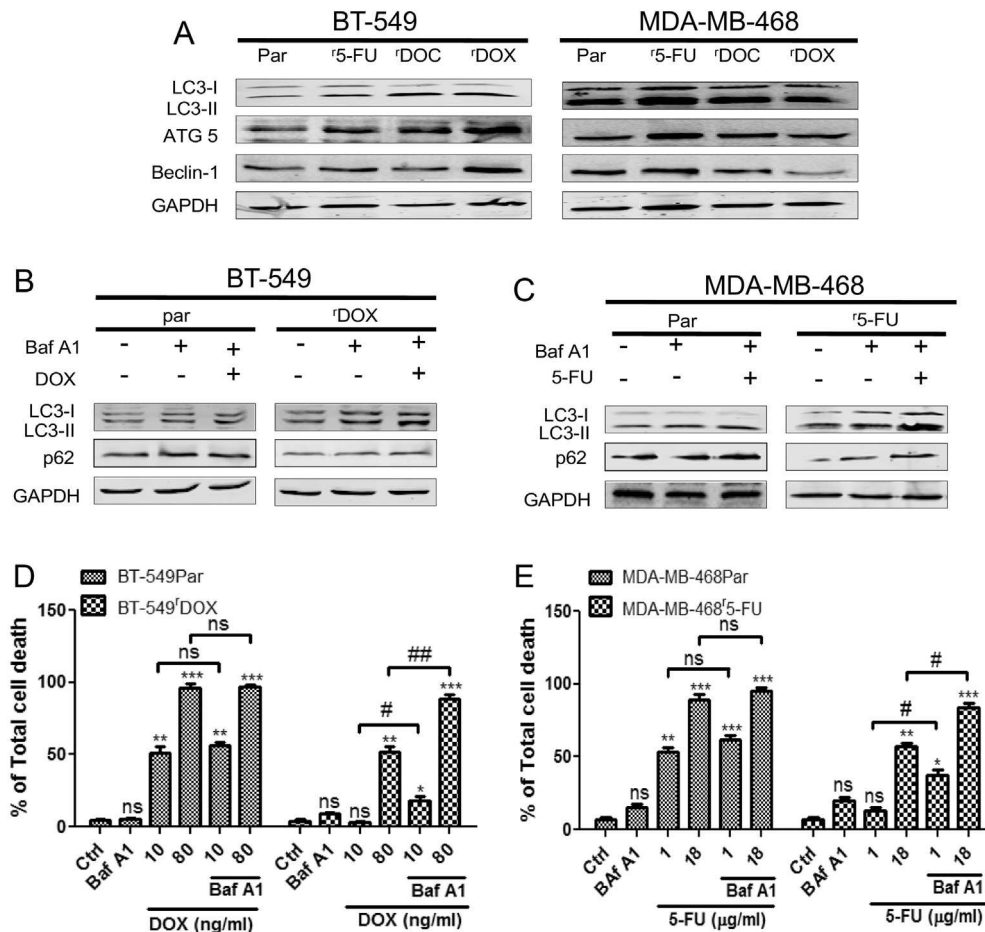 A
BT-549
MDA-MB-468
Par ʳ5-FU ʳDOC ʳDOX
Par ʳ5-FU ʳDOC ʳDOX
LC3-I
LC3-II
ATG 5
Beclin-1
GAPDH
B
BT-549
par ʳDOX
Baf A1 - + + - + +
DOX - - + - - +
LC3-I
LC3-II
p62
GAPDH
C
MDA-MB-468
Par ʳ5-FU
Baf A1 - + + - + +
5-FU - - + - - +
LC3-I
LC3-II
p62
GAPDH
D
BT-549Par
BT-549ʳDOX
% of Total cell death
150
100
50
0
ns
ns
ns ** *** ** ***
##
#
ns ns ** * ***
Ctrl Baf A1 10 80 10 80
Baf A1
DOX (ng/ml)
Ctrl Baf A1 10 80 10 80
Baf A1
DOX (ng/ml)
E
MDA-MB-468Par
MDA-MB-468ʳ5-FU
% of Total cell death
150
100
50
0
ns
ns
ns ** *** *** ***
#
#
ns ns ** * ***
Ctrl BAf A1 1 18 1 18
Baf A1
5-FU (µg/ml)
Ctrl BAf A1 1 18 1 18
Baf A1
5-FU (µg/ml)